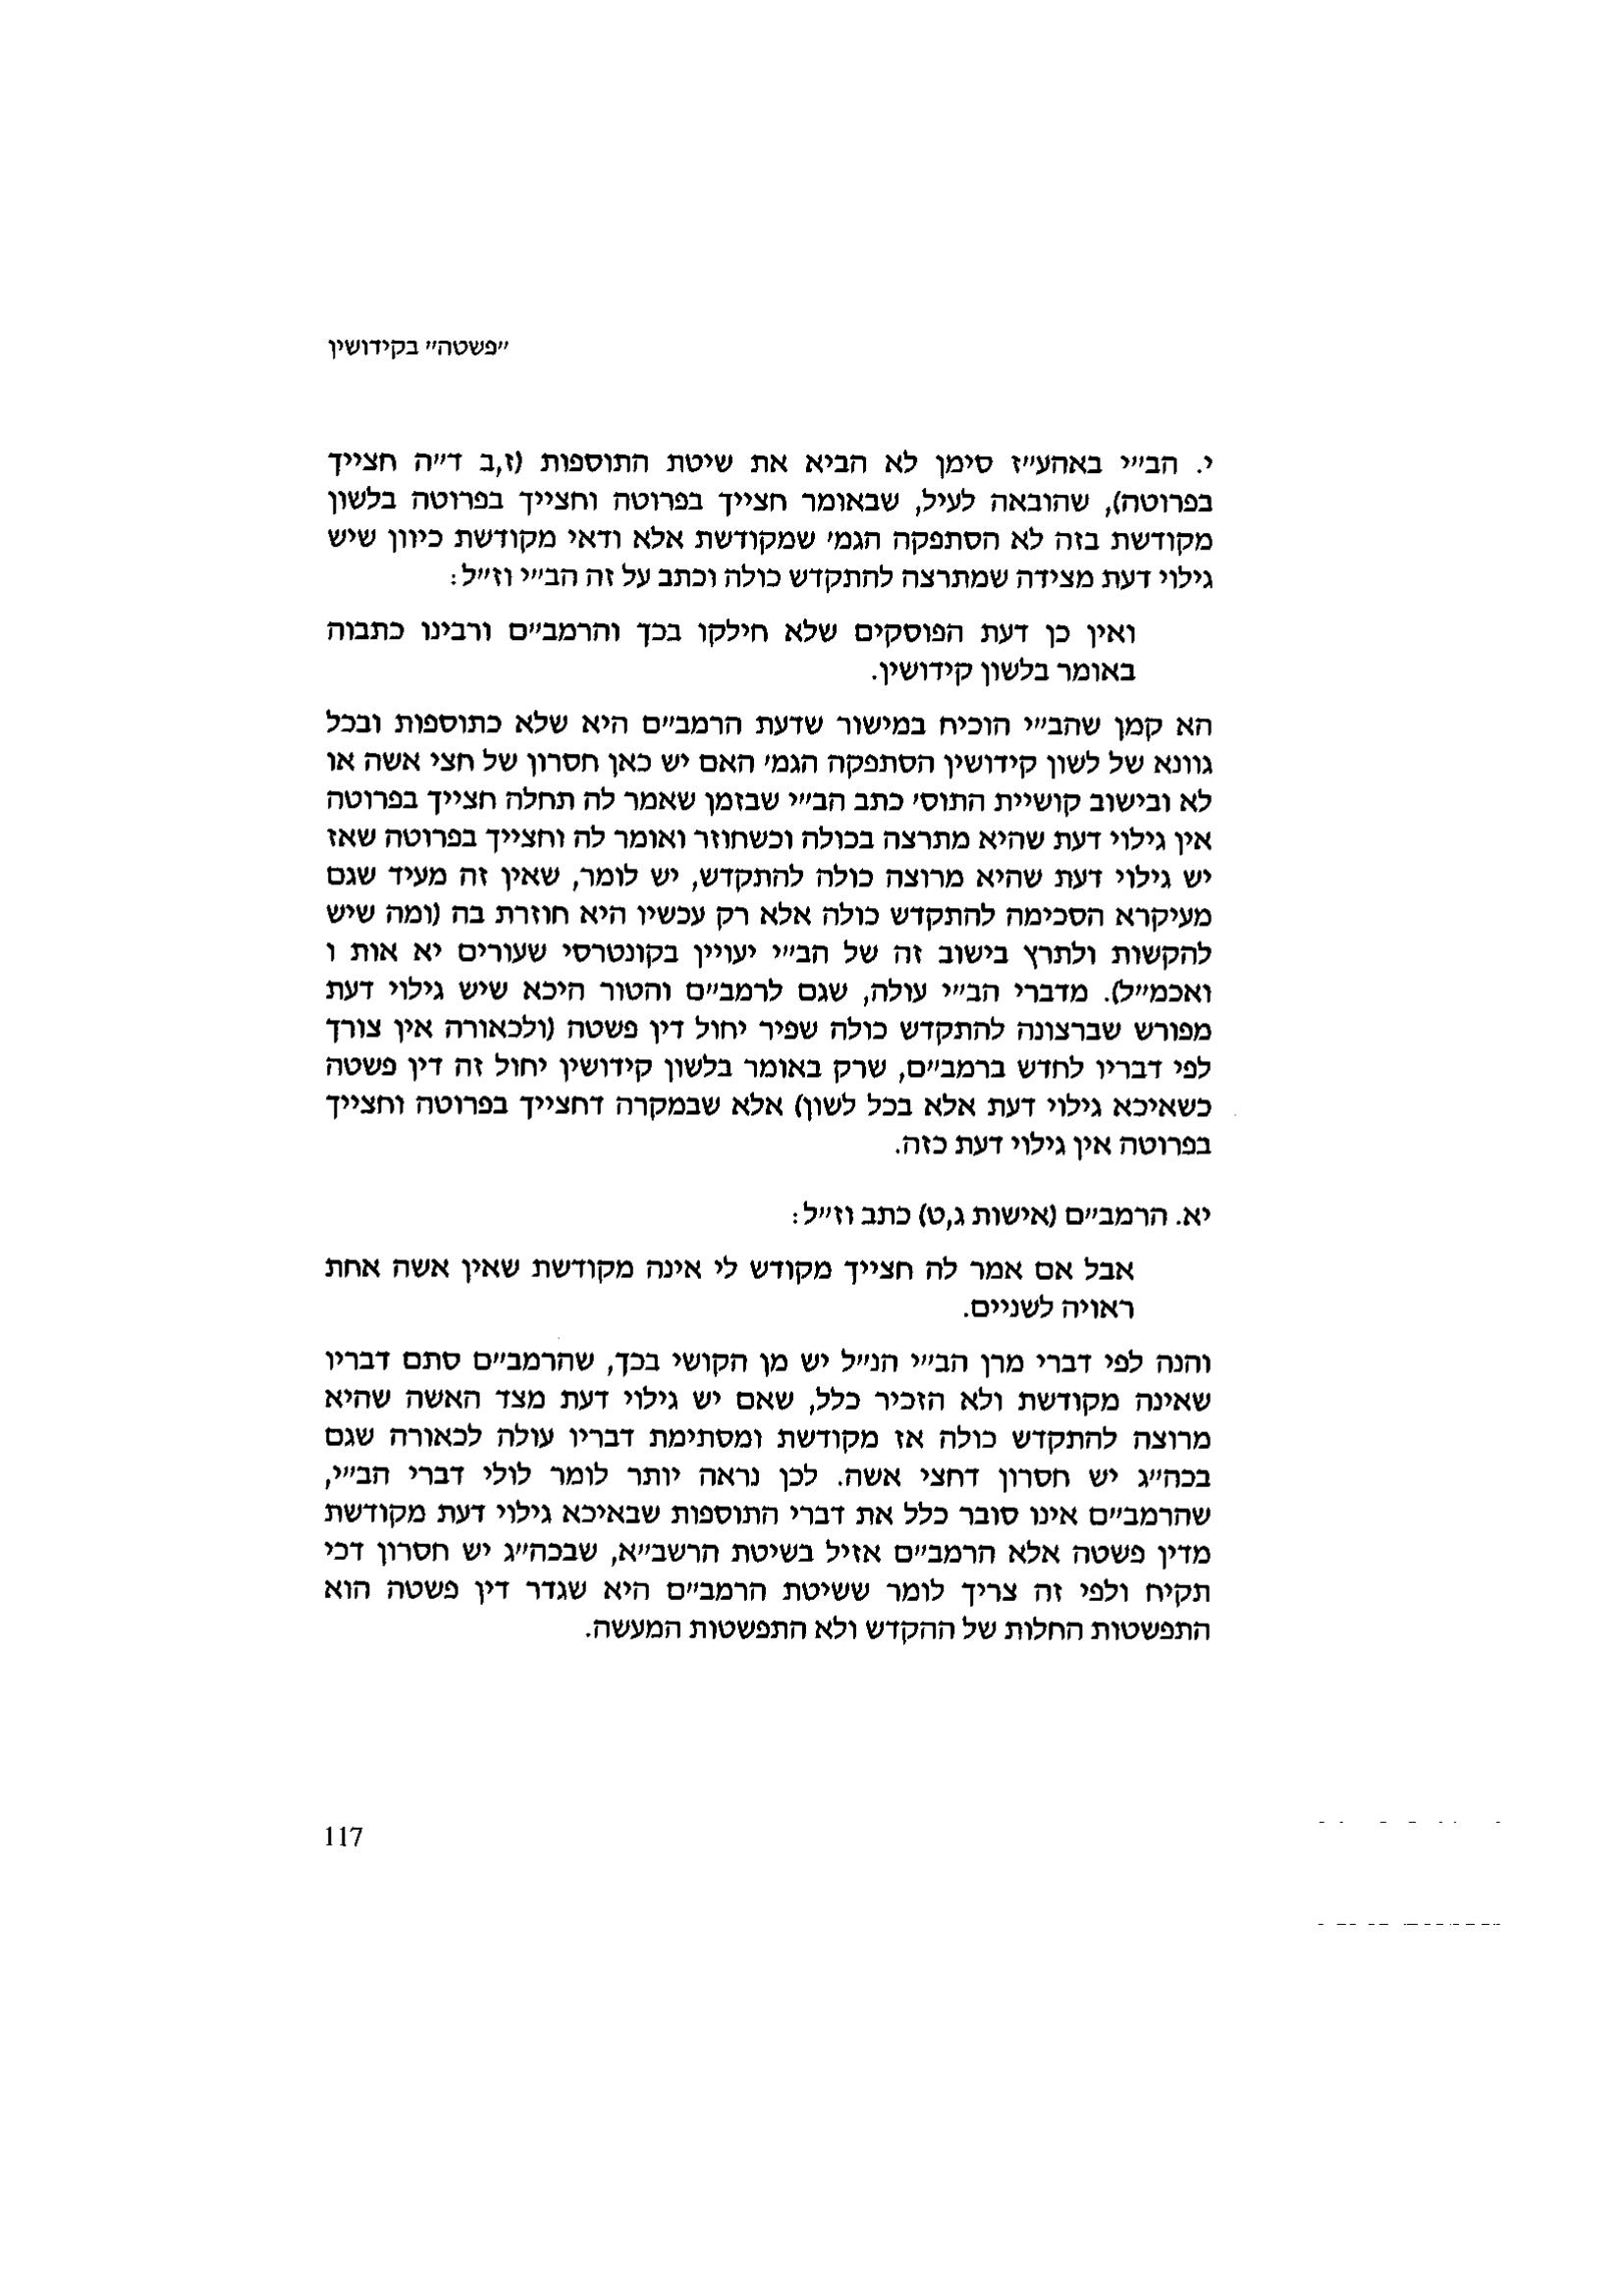 "פשטה" בקידושין
י. הב"י באהע"ז סימן לא הביא את שיטת התוספות (ז,ב ד"ה חצייך
בפרוטה), שהובאה לעיל, שבאומר חצייך בפרוטה וחצייך בפרוטה בלשון
מקודשת בזה לא הסתפקה הגמ' שמקודשת אלא ודאי מקודשת כיוון שיש
גילוי דעת מצידה שמתרצה להתקדש כולה וכתב על זה הב"י וז"ל:
ואין כן דעת הפוסקים שלא חילקו בכך והרמב"ם ורבינו כתבוה
באומר בלשון קידושין.
הא קמן שהב"י הוכיח במישור שדעת הרמב"ם היא שלא כתוספות ובכל
גוונא של לשון קידושין הסתפקה הגמ' האם יש כאן חסרון של חצי אשה או
לא ובישוב קושיית התוס' כתב הב"י שבזמן שאמר לה תחלה חצייך בפרוטה
אין גילוי דעת שהיא מתרצה בכולה וכשחוזר ואומר לה וחצייך בפרוטה שאז
יש גילוי דעת שהיא מרוצה כולה להתקדש, יש לומר, שאין זה מעיד שגם
מעיקרא הסכימה להתקדש כולה אלא רק עכשיו היא חוזרת בה (ומה שיש
להקשות ולתרץ בישוב זה של הב"י יעויין בקונטרסי שעורים יא אות ו
ואכמ"ל). מדברי הב"י עולה, שגם לרמב"ם והטור היכא שיש גילוי דעת
מפורש שברצונה להתקדש כולה שפיר יחול דין פשטה (ולכאורה אין צורך
לפי דבריו לחדש ברמב"ם, שרק באומר בלשון קידושין יחול זה דין פשטה
כשאיכא גילוי דעת אלא בכל לשון) אלא שבמקרה דחצייך בפרוטה וחצייך
בפרוטה אין גילוי דעת כזה.
יא. הרמב"ם (אישות ג,ט) כתב וז"ל:
אבל אם אמר לה חצייך מקודש לי אינה מקודשת שאין אשה אחת
ראויה לשניים.
והנה לפי דברי מרן הב"י הנ"ל יש מן הקושי בכך, שהרמב"ם סתם דבריו
שאינה מקודשת ולא הזכיר כלל, שאם יש גילוי דעת מצד האשה שהיא
מרוצה להתקדש כולה אז מקודשת ומסתימת דבריו עולה לכאורה שגם
בכה"ג יש חסרון דחצי אשה. לכן נראה יותר לומר לולי דברי הב"י,
שהרמב"ם אינו סובר כלל את דברי התוספות שבאיכא גילוי דעת מקודשת
מדין פשטה אלא הרמב"ם אזיל בשיטת הרשב"א, שבכה"ג יש חסרון דכי
תקיח ולפי זה צריך לומר ששיטת הרמב"ם היא שגדר דין פשטה הוא
התפשטות החלות של ההקדש ולא התפשטות המעשה.
117